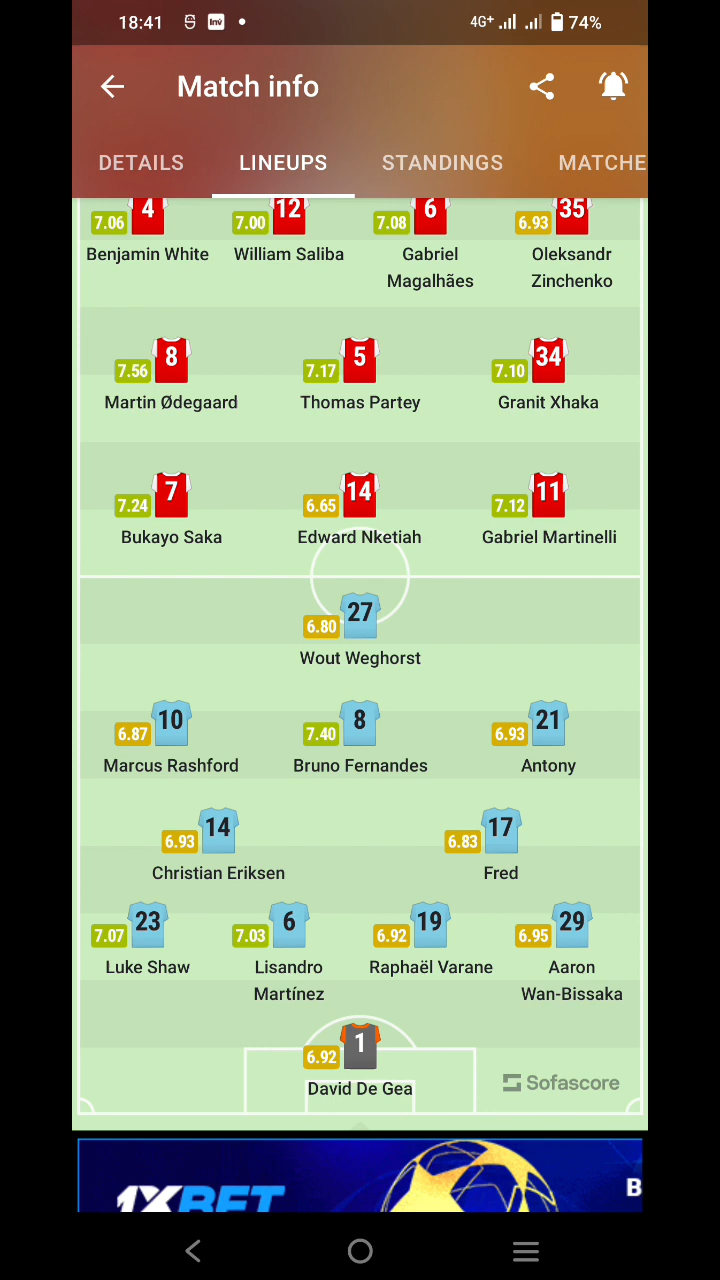 18:41 4G+ 74%
Match info
DETAILS LINEUPS STANDINGS MATCHE
4 12 6 35
7.06 7.00 7.08 6.93
Benjamin White William Saliba Gabriel Oleksandr
Magalhães Zinchenko
8 5 34
7.56 7.17 7.10
Martin Ødegaard Thomas Partey Granit Xhaka
7 14 11
7.24 6.65 7.12
Bukayo Saka Edward Nketiah Gabriel Martinelli
27
6.80
Wout Weghorst
10 8 21
6.87 7.40 6.93
Marcus Rashford Bruno Fernandes Antony
14 17
6.93 6.83
Christian Eriksen Fred
23 6 19 29
7.07 7.03 6.92 6.95
Luke Shaw Lisandro Raphaël Varane Aaron
Martínez Wan-Bissaka
1
6.92
David De Gea
Sofascore
1XBET B